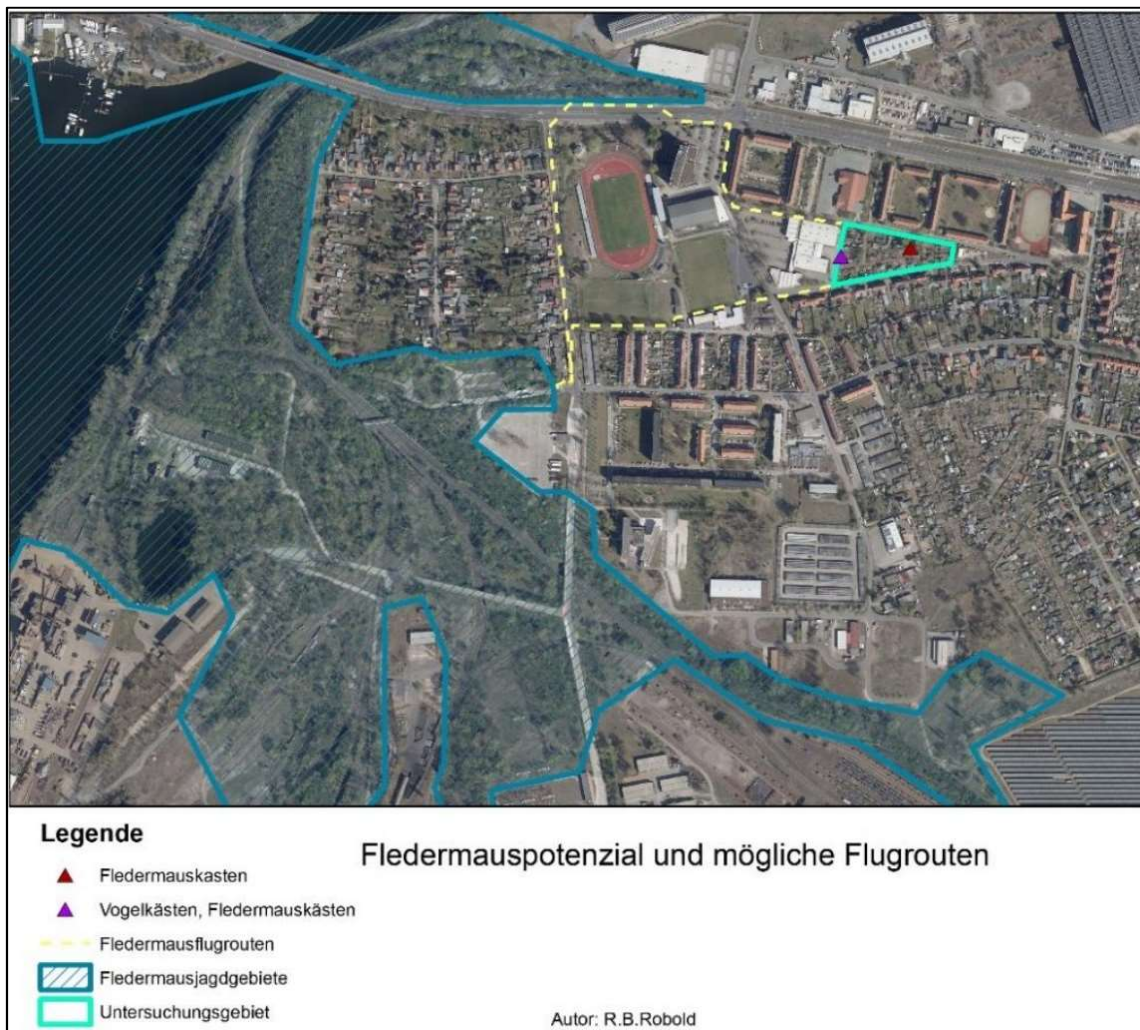 Legende
Fledermauspotenzial und mögliche Flugrouten
Fledermauskasten
Vogelkästen, Fledermauskästen
Fledermausflugrouten
Fledermausjagdgebiete
Untersuchungsgebiet
Autor: R.B.Robold